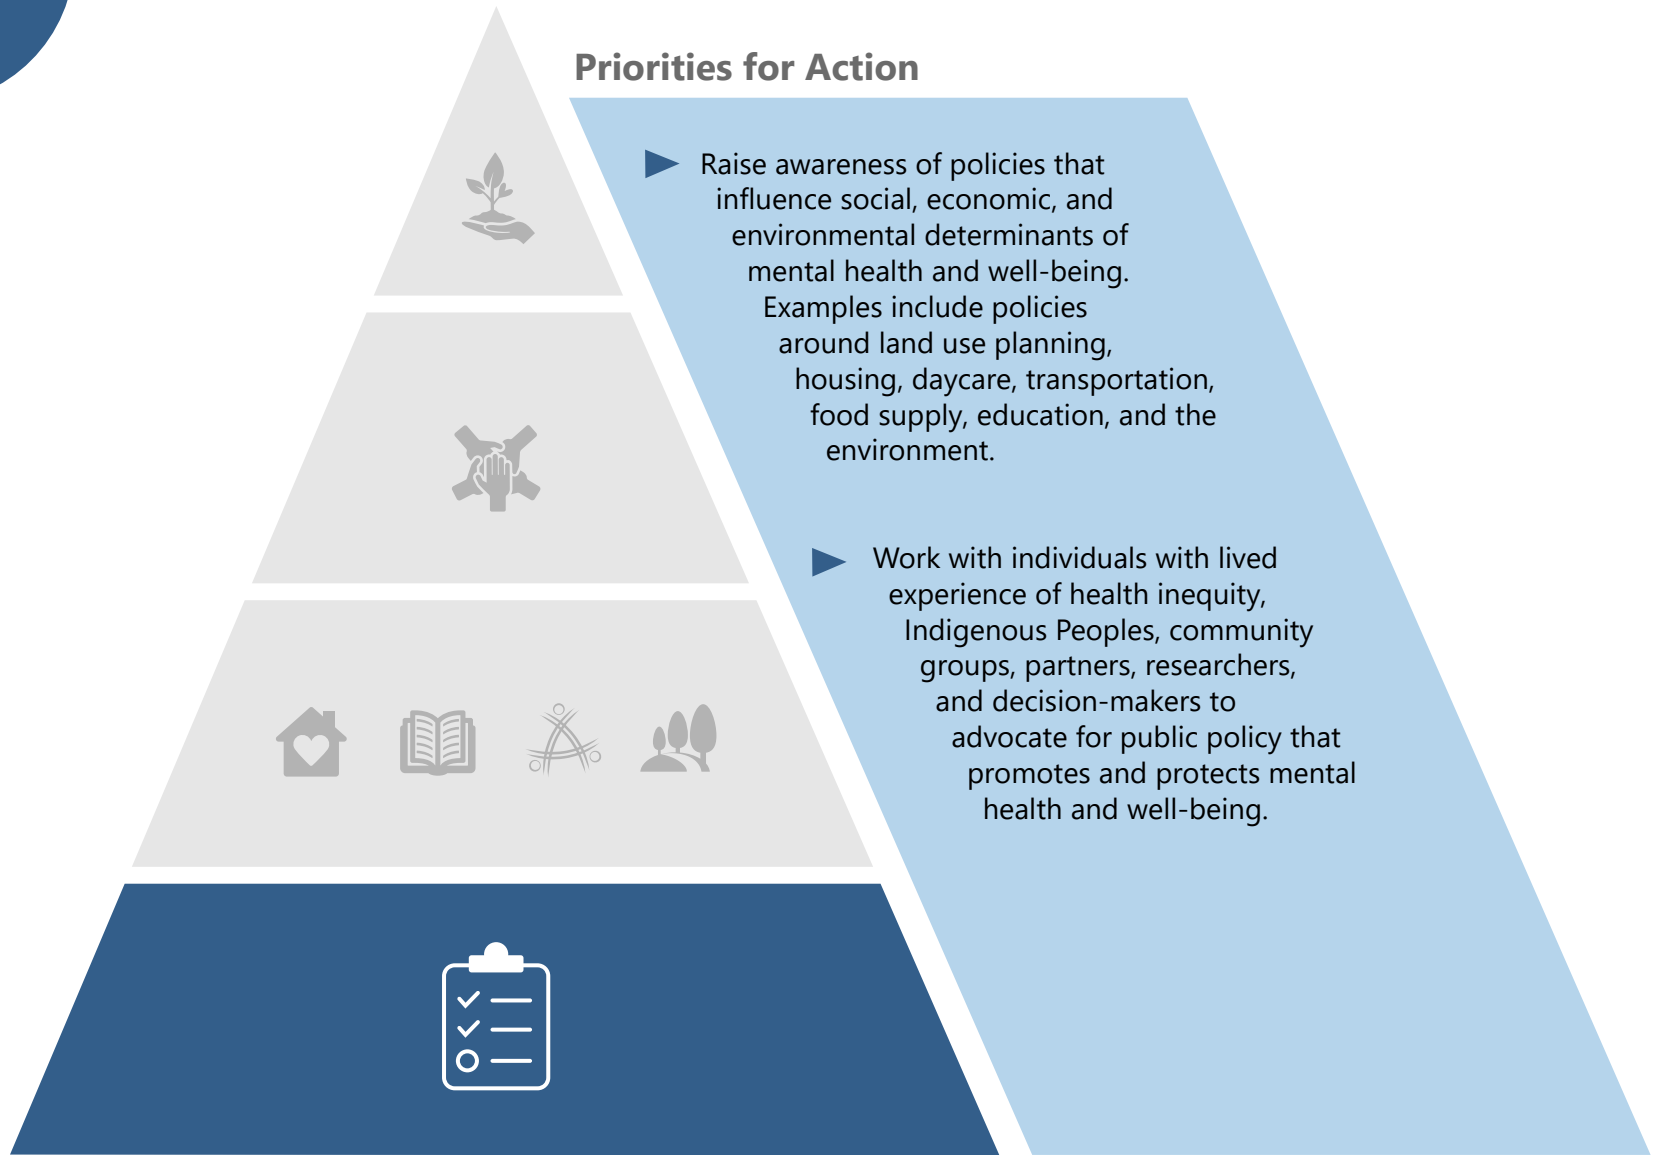 Priorities for Action
Raise awareness of policies that
influence social, economic, and
environmental determinants of
mental health and well-being.
Examples include policies
around land use planning,
housing, daycare, transportation,
food supply, education, and the
environment.
Work with individuals with lived
experience of health inequity,
Indigenous Peoples, community
groups, partners, researchers,
and decision-makers to
advocate for public policy that
promotes and protects mental
health and well-being.